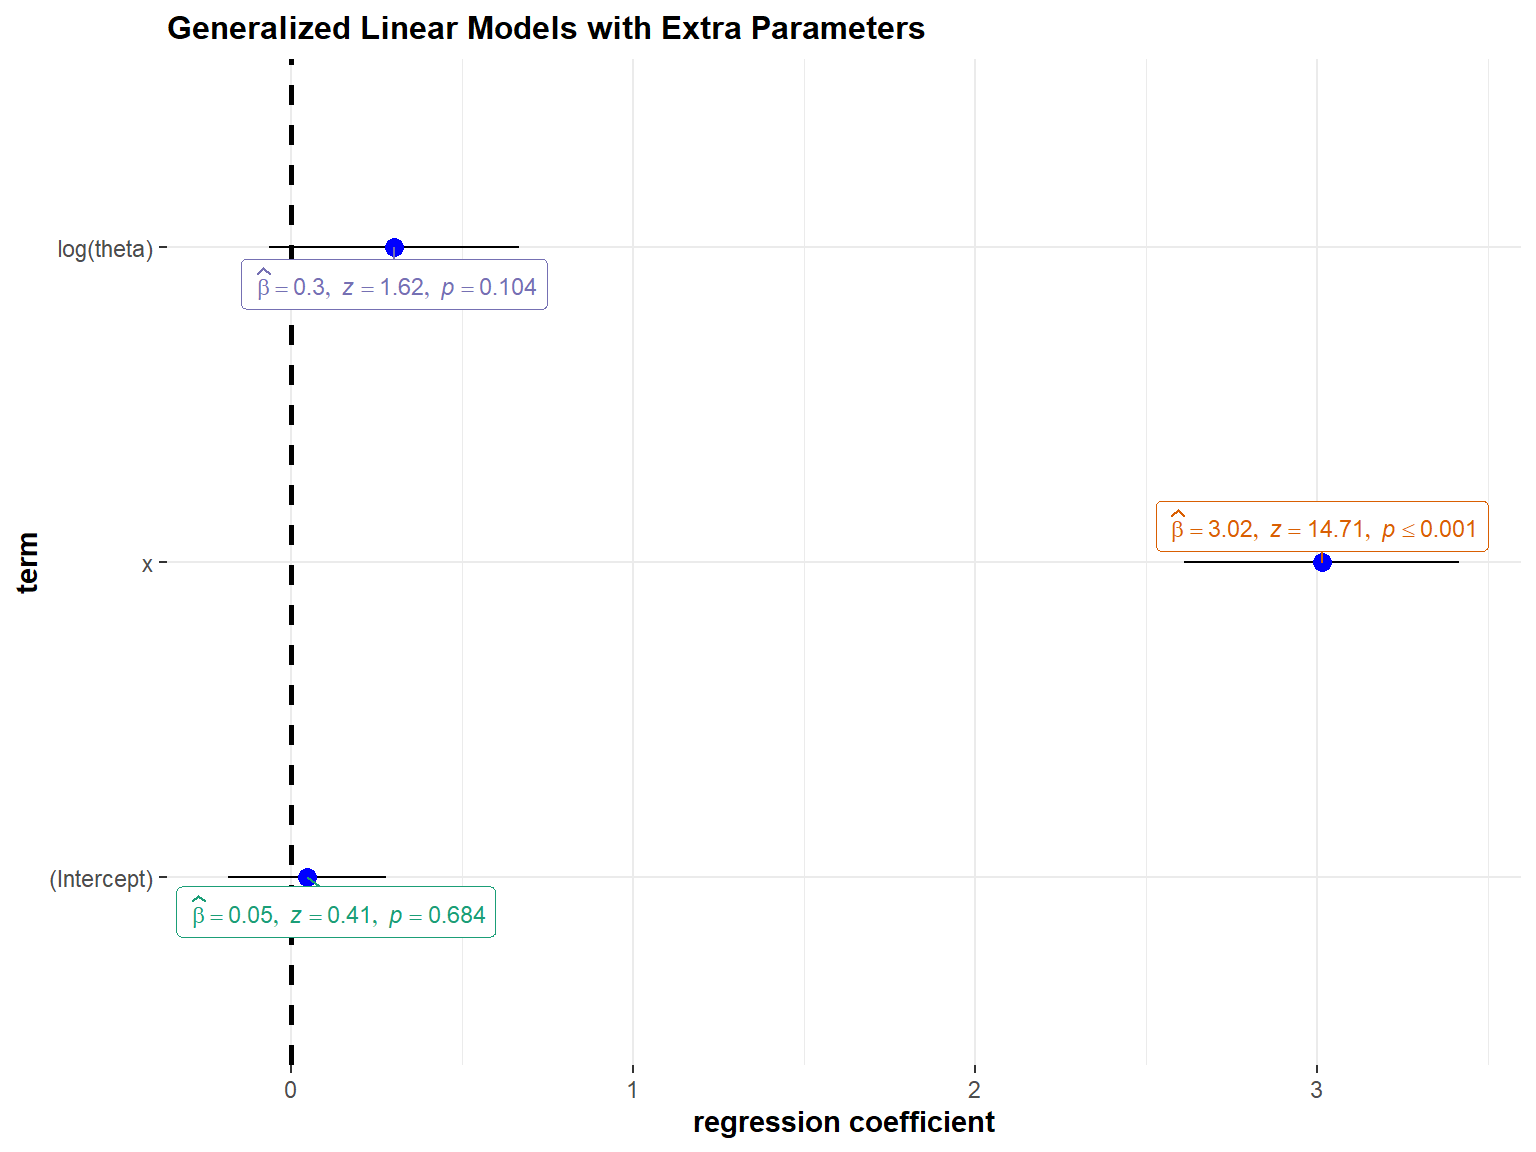 Generalized Linear Models with Extra Parameters
log(theta)
β̂ = 0.3, z = 1.62, p = 0.104
β̂ = 3.02, z = 14.71, p ≤ 0.001
x
term
(Intercept)
β̂ = 0.05, z = 0.41, p = 0.684
0 1 2 3
regression coefficient